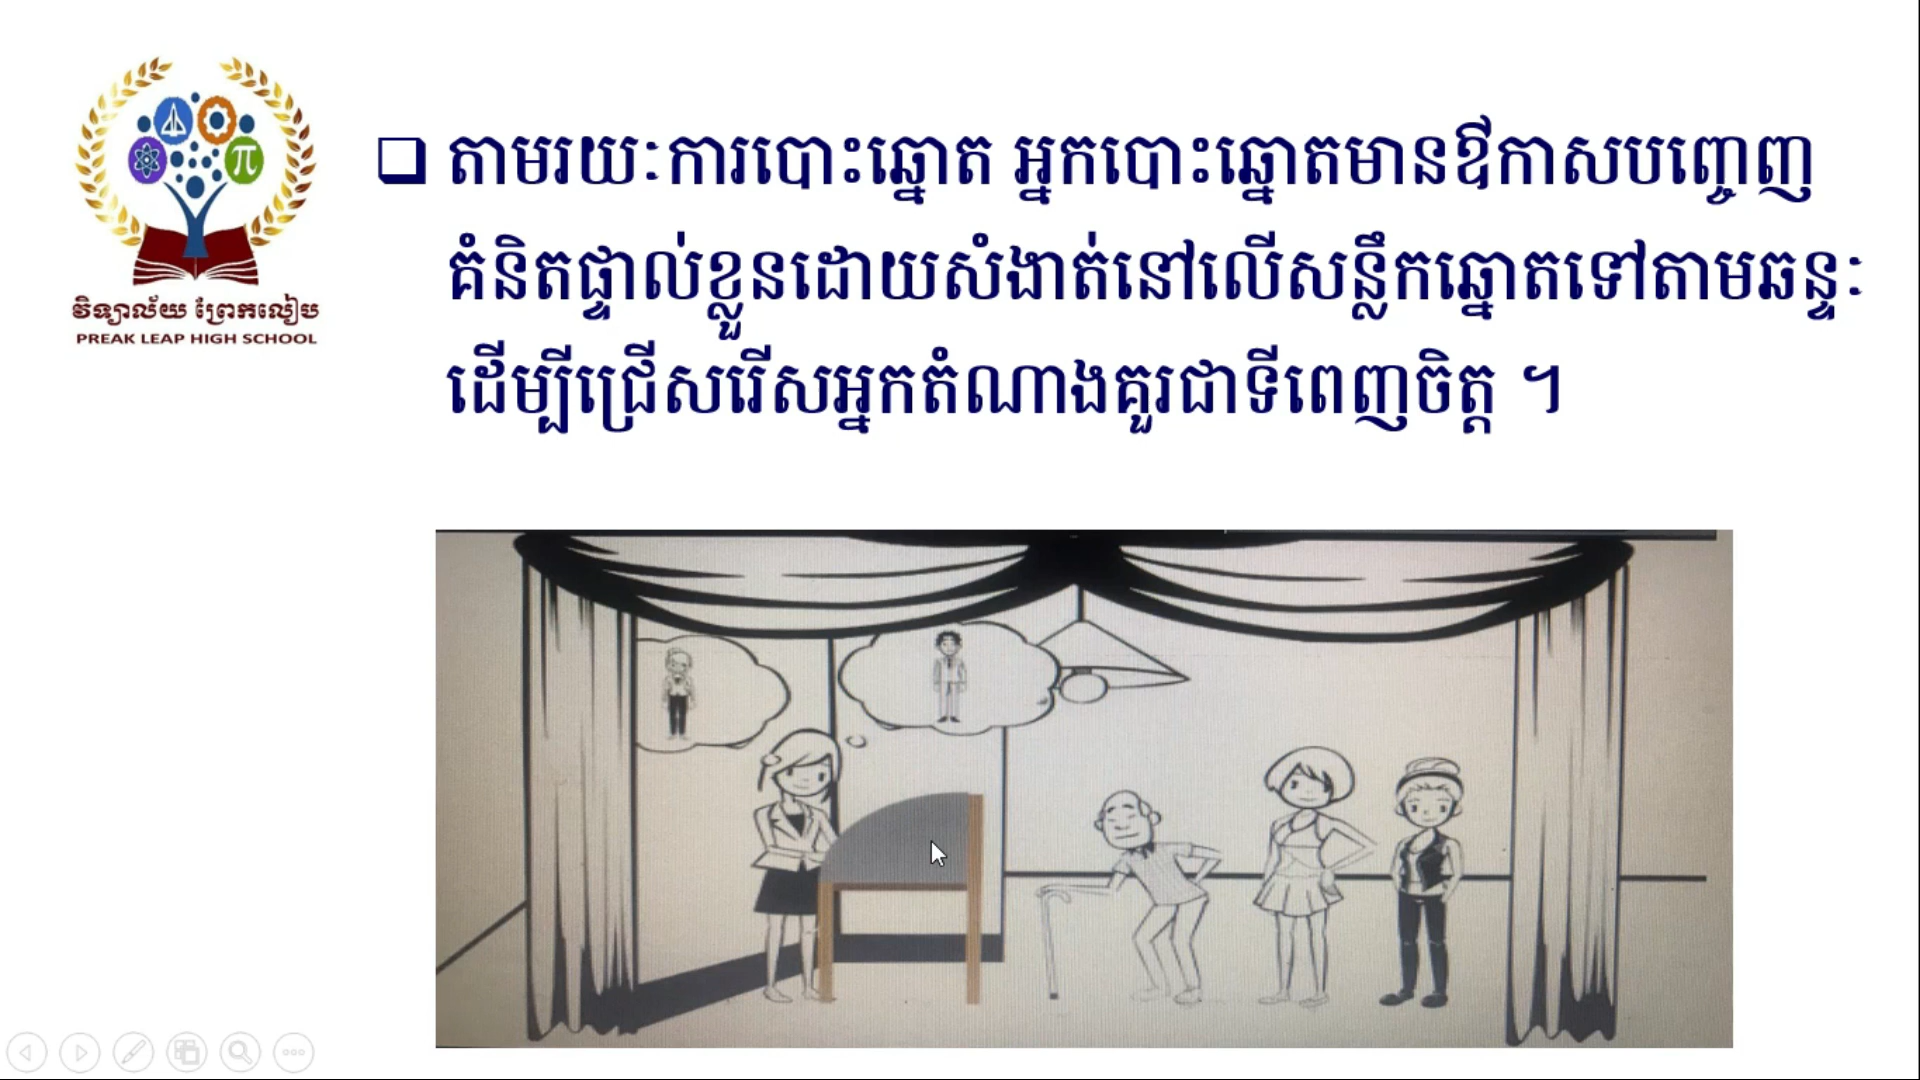 វិទ្យាល័យ ព្រែកលៀប
PREAK LEAP HIGH SCHOOL
❑ តាមរយៈការបោះឆ្នោត អ្នកបោះឆ្នោតមានឱកាសបញ្ចេញ
គំនិតផ្ទាល់ខ្លួនដោយសំងាត់នៅលើសន្លឹកឆ្នោតទៅតាមឆន្ទៈ
ដើម្បីជ្រើសរើសអ្នកតំណាងគួរជាទីពេញចិត្ត ។